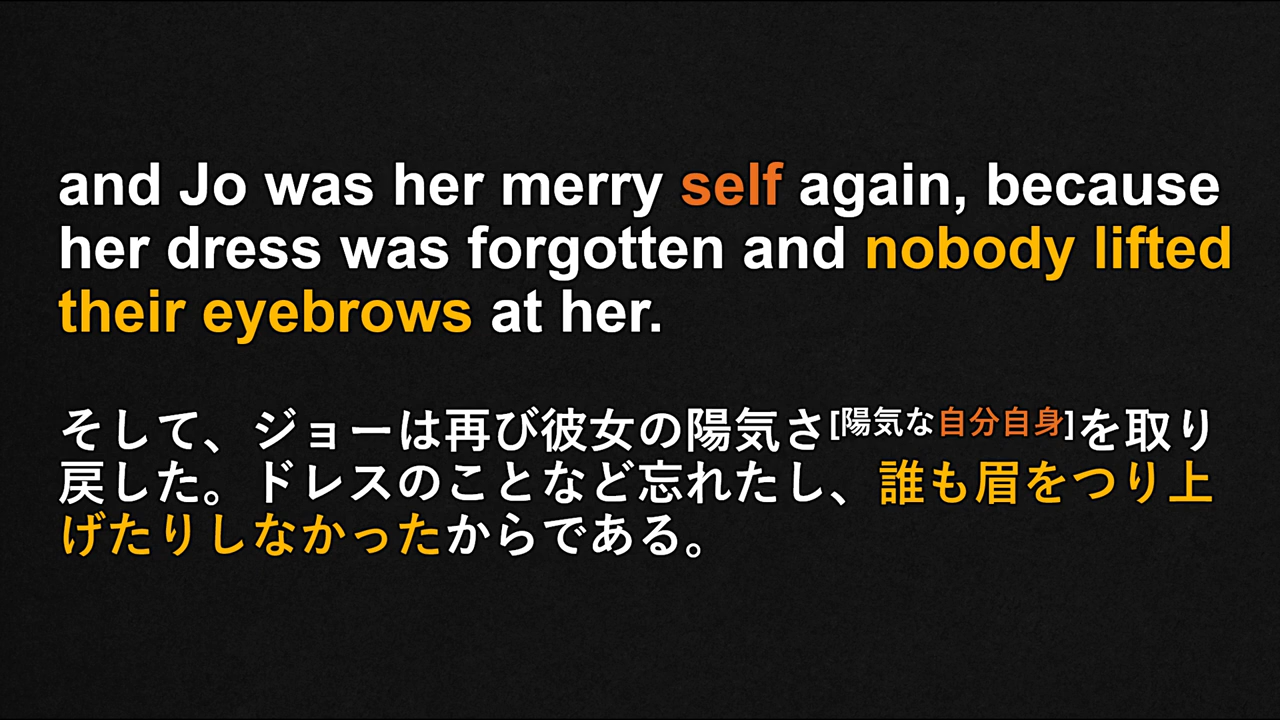 and Jo was her merry self again, because
her dress was forgotten and nobody lifted
their eyebrows at her.
そして、ジョーは再び彼女の陽気さ[陽気な自分自身]を取り
戻した。ドレスのことなど忘れたし、誰も眉をつり上
げたりしなかったからである。